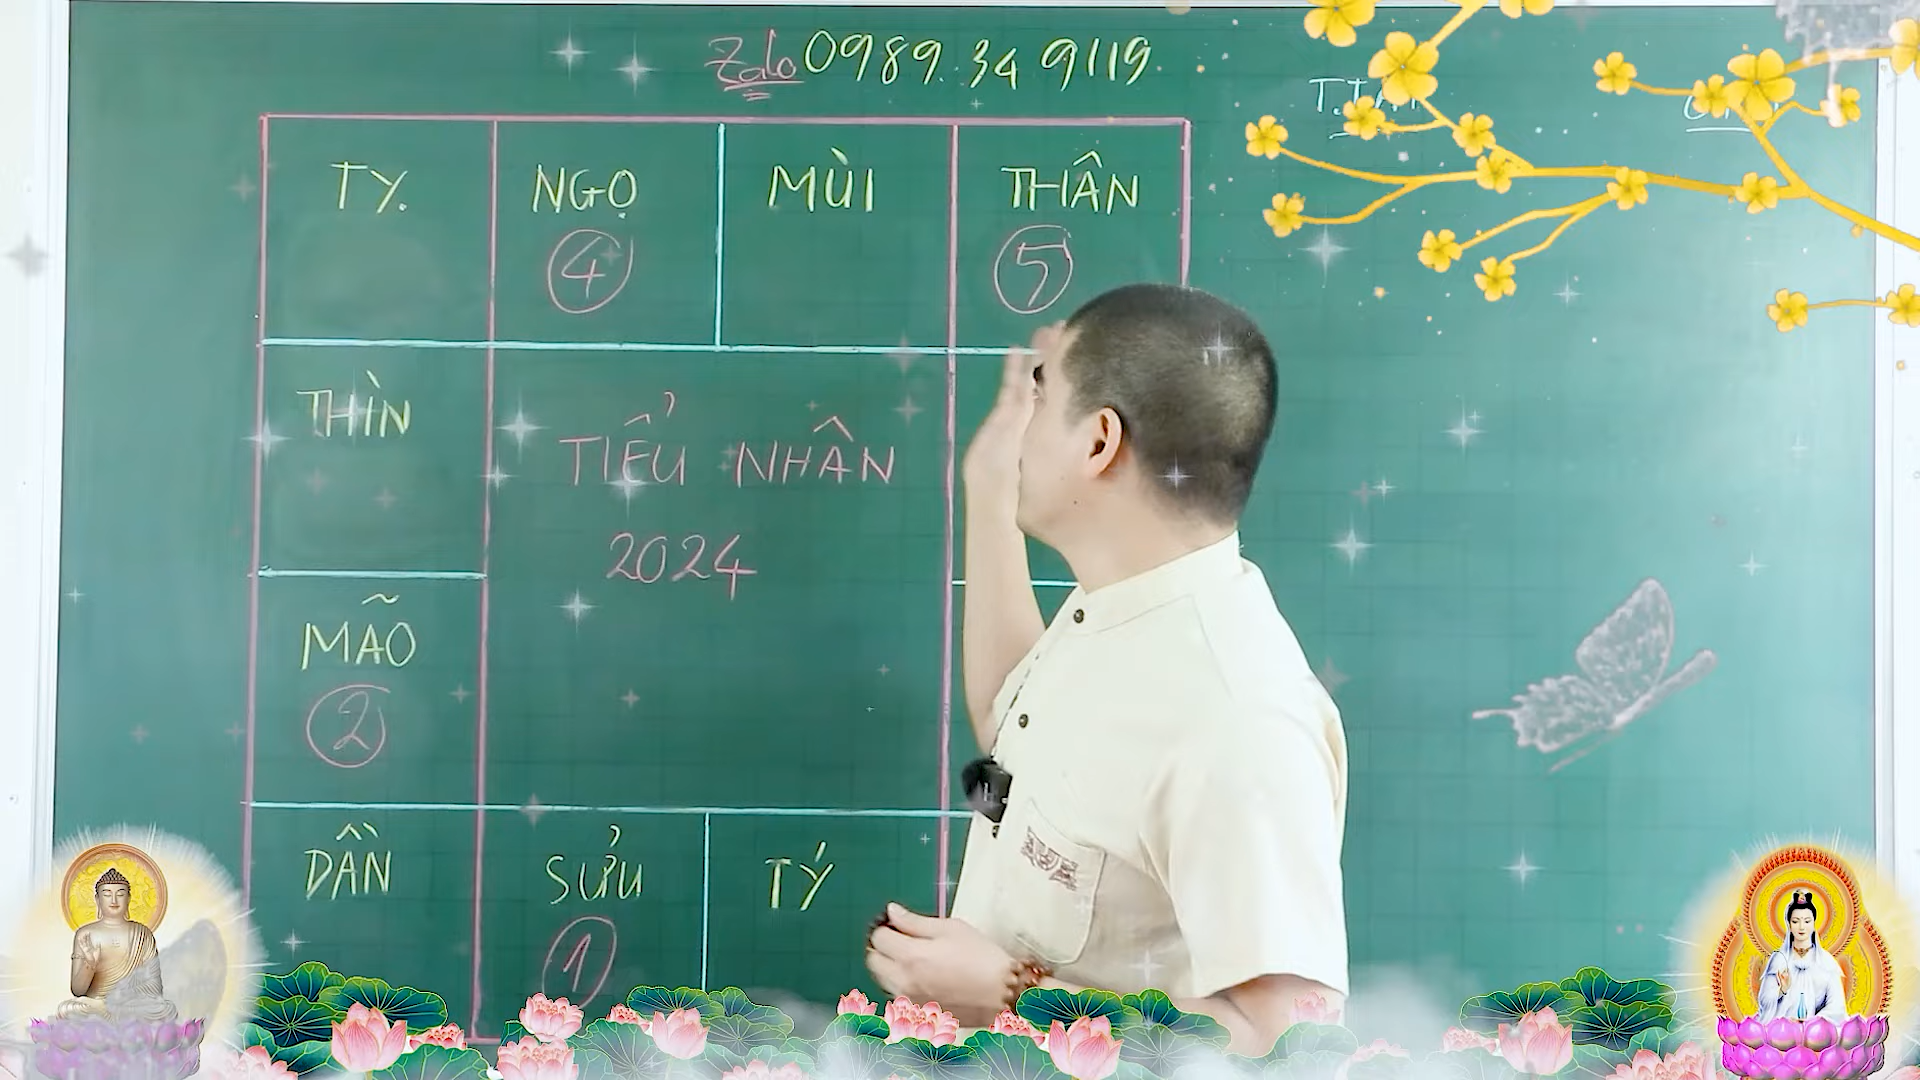 Zalo 0989.34 9119
TỴ NGỌ MÙI THÂN
④ ⑤
THÌN
TIỂU NHÂN
2024
MÃO
②
DẦN SỬU TÝ
①